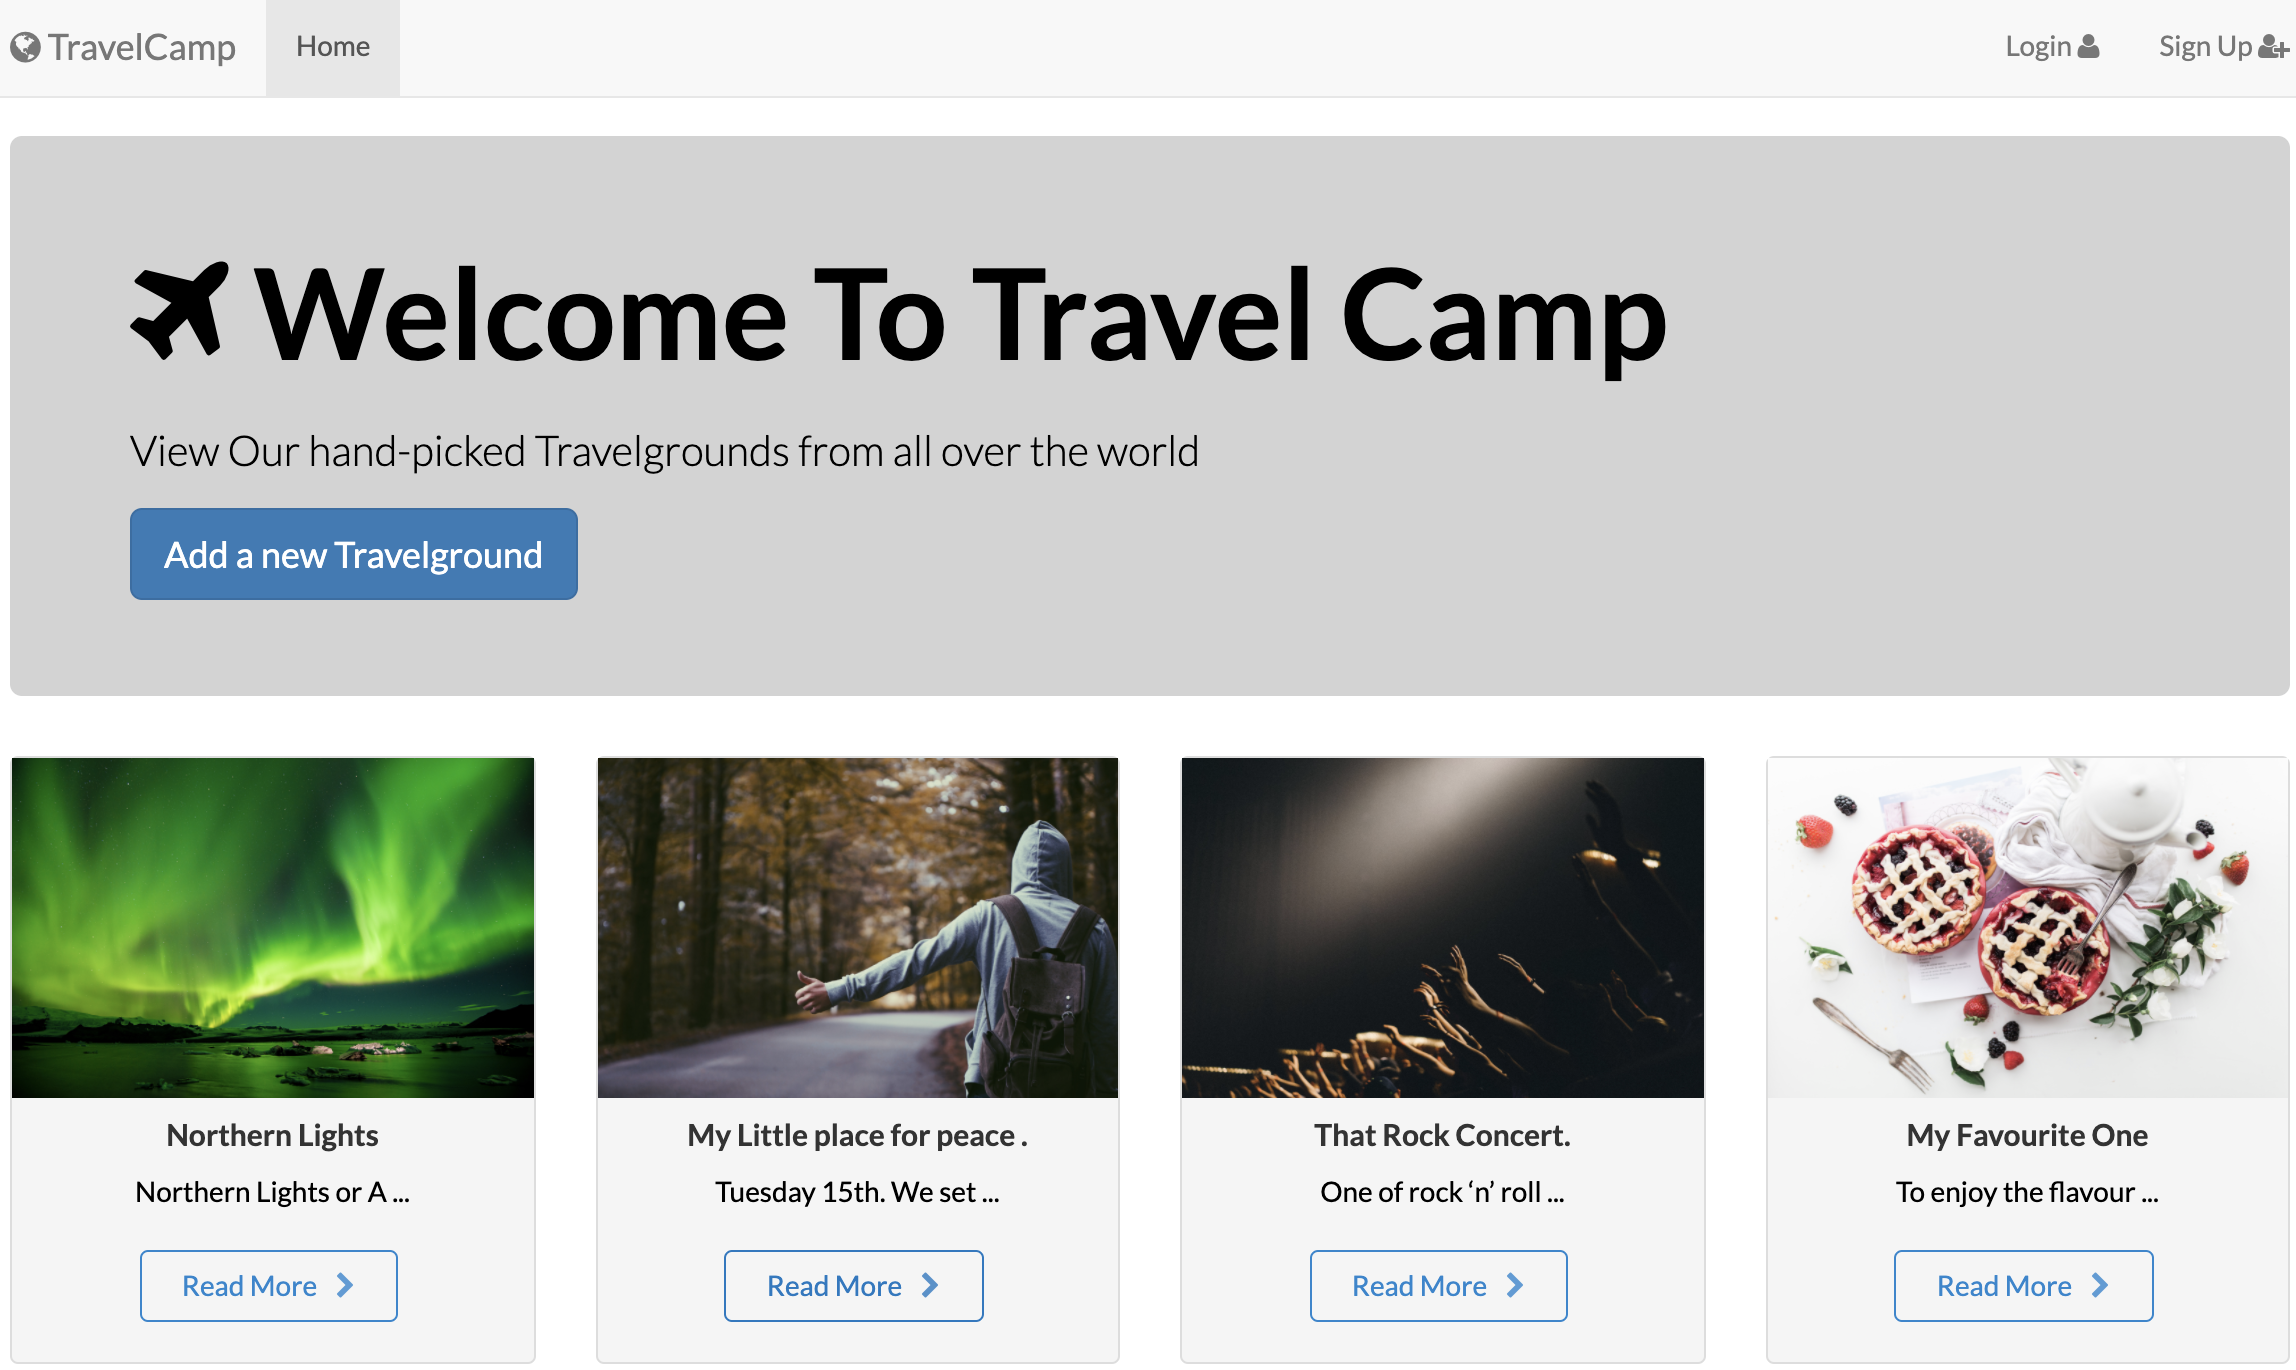 TravelCamp Home Login Sign Up
Welcome To Travel Camp
View Our hand-picked Travelgrounds from all over the world
Add a new Travelground
Northern Lights
Northern Lights or A ...
Read More
My Little place for peace .
Tuesday 15th. We set ...
Read More
That Rock Concert.
One of rock ‘n’ roll ...
Read More
My Favourite One
To enjoy the flavour ...
Read More